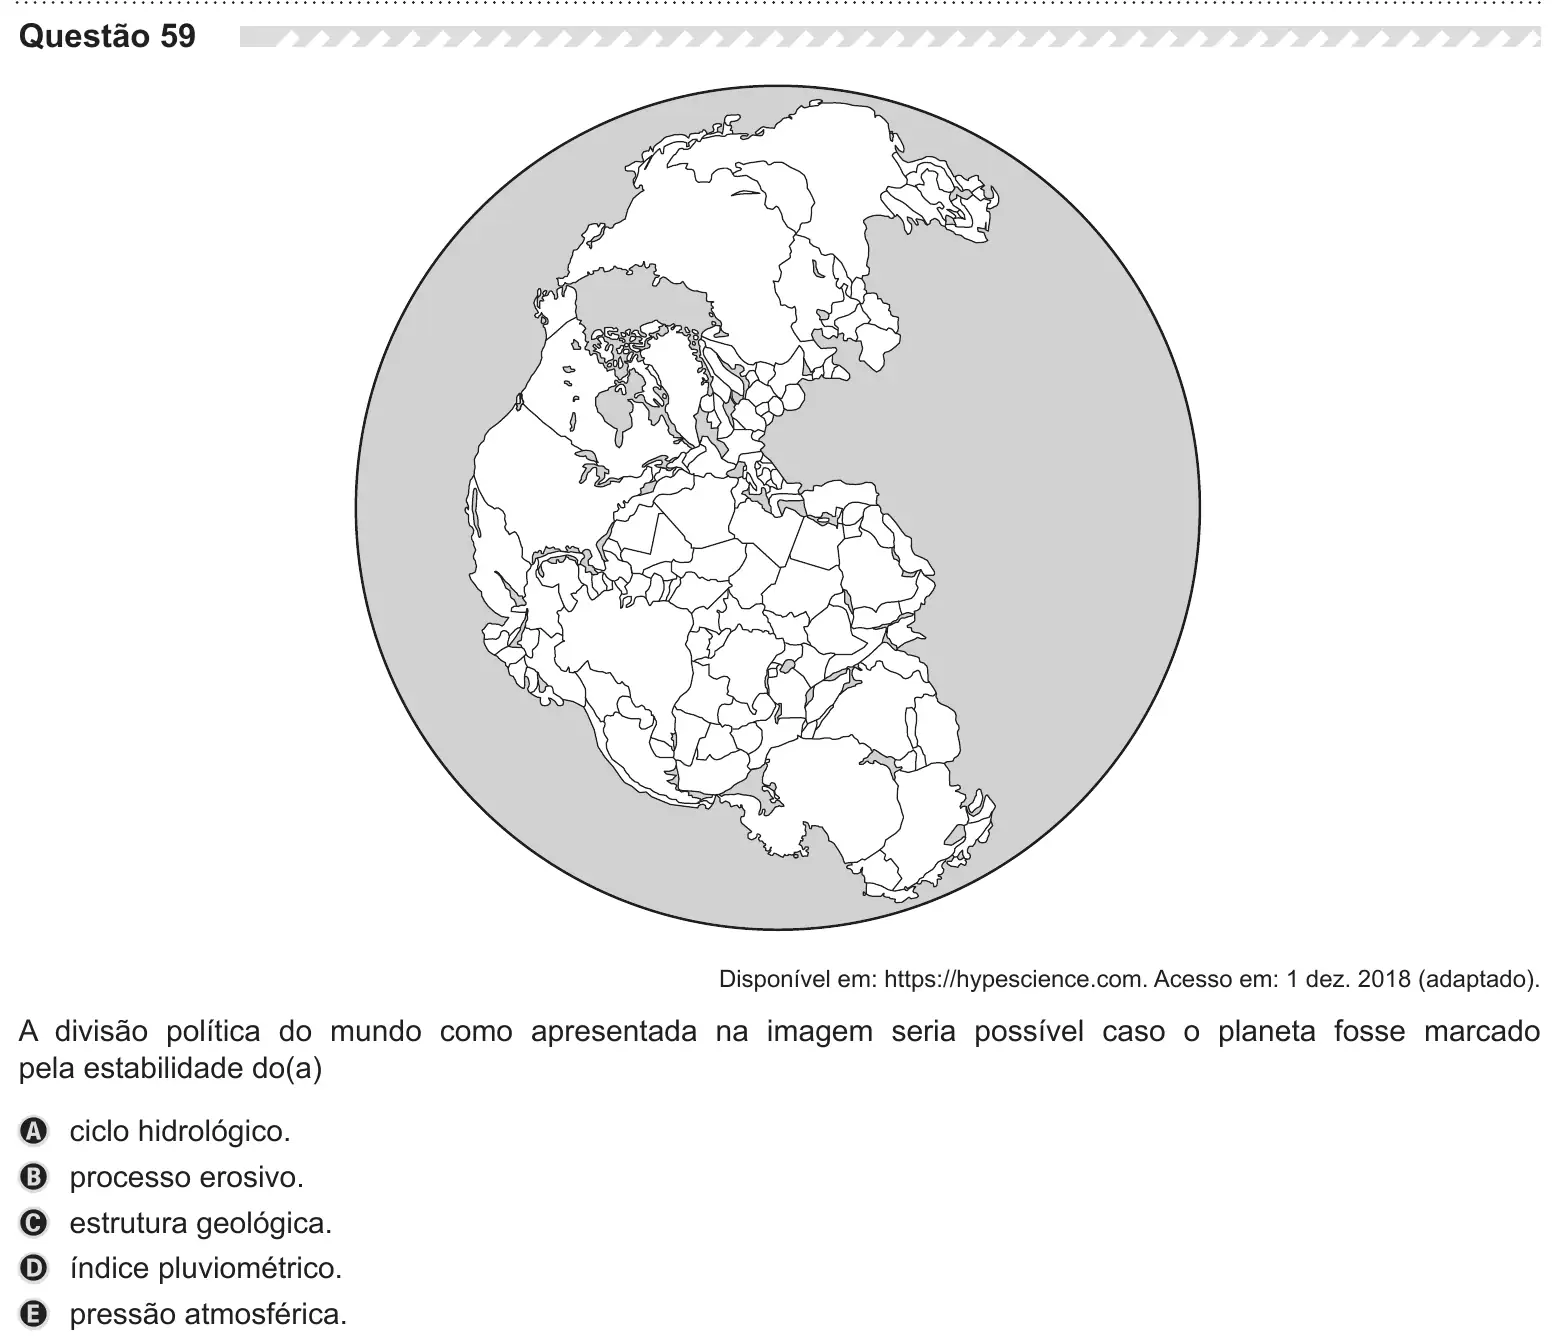 Questão 59
Disponível em: https://hypescience.com. Acesso em: 1 dez. 2018 (adaptado).
A divisão política do mundo como apresentada na imagem seria possível caso o planeta fosse marcado
pela estabilidade do(a)
A ciclo hidrológico.
B processo erosivo.
C estrutura geológica.
D índice pluviométrico.
E pressão atmosférica.